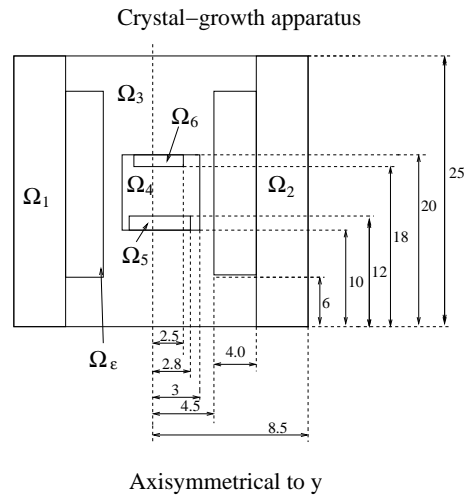 Crystal−growth apparatus
Ω3
Ω6
Ω1
Ω4
Ω2
25
20
18
Ω5
12
10
6
2.5
Ωε
4.0
2.8
3
4.5
8.5
Axisymmetrical to y